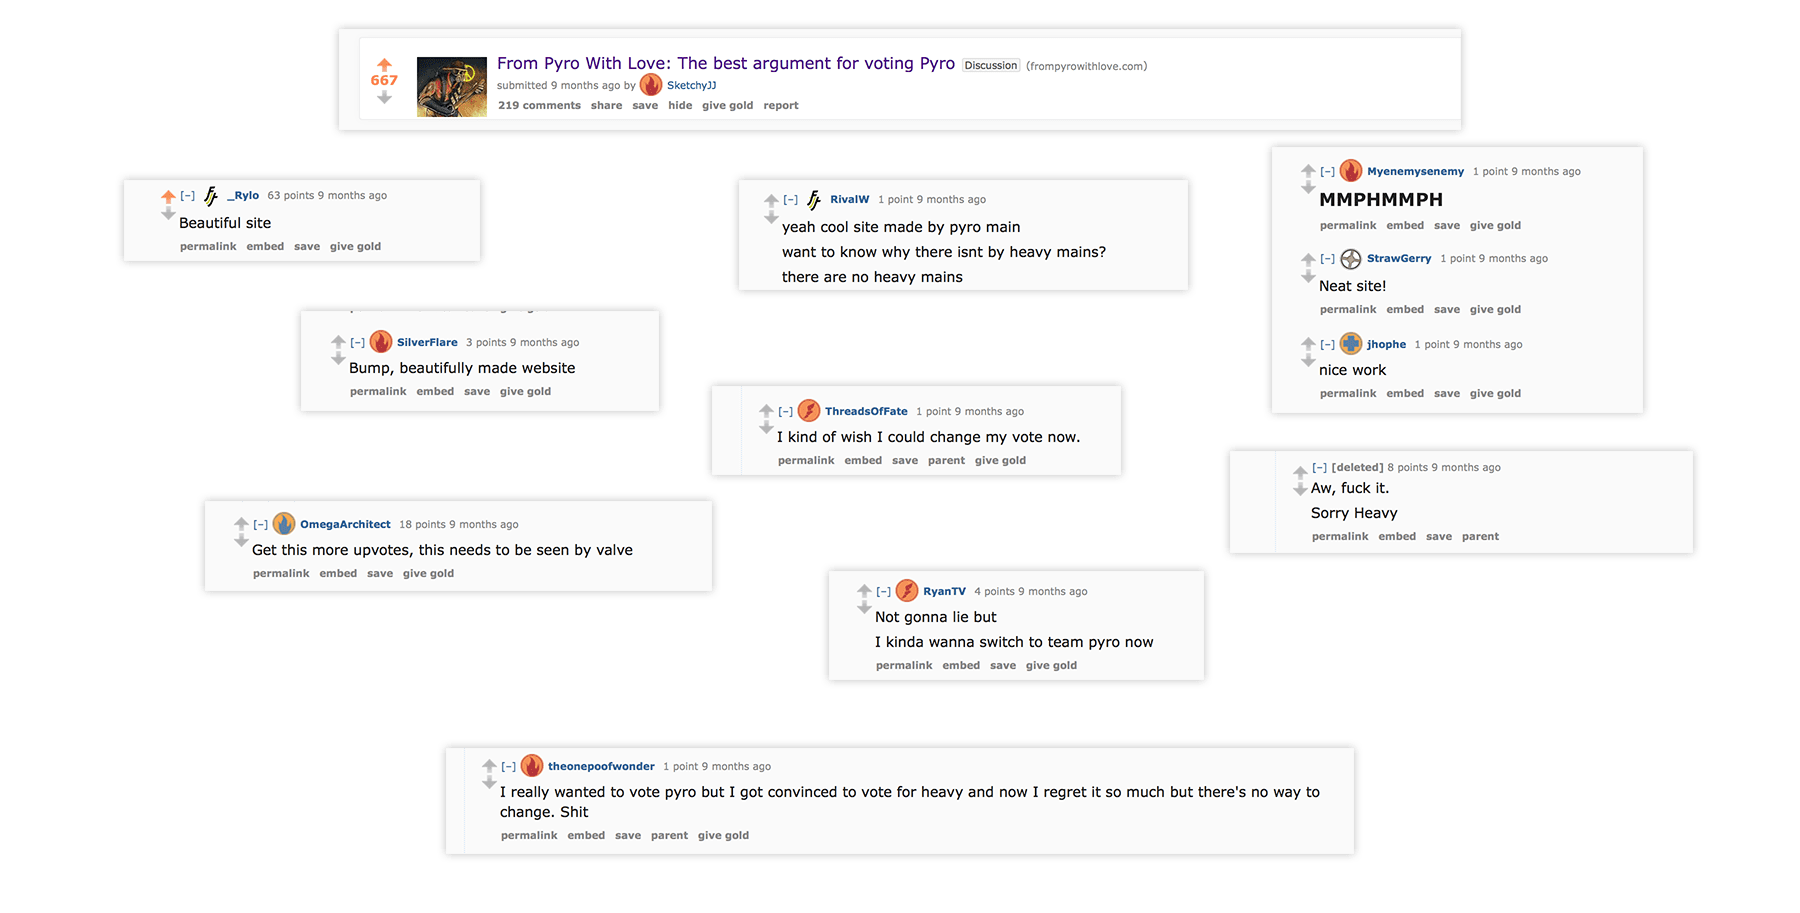 667
From Pyro With Love: The best argument for voting Pyro Discussion (frompyrowithlove.com)
submitted 9 months ago by SketchyJJ
219 comments share save hide give gold report
[–] _Rylo 63 points 9 months ago
Beautiful site
permalink embed save give gold
[–] RivalW 1 point 9 months ago
yeah cool site made by pyro main
want to know why there isnt by heavy mains?
there are no heavy mains
[–] Myenemysenemy 1 point 9 months ago
MMPHMMPH
permalink embed save give gold
[–] StrawGerry 1 point 9 months ago
Neat site!
permalink embed save give gold
[–] jhophe 1 point 9 months ago
nice work
permalink embed save give gold
[–] SilverFlare 3 points 9 months ago
Bump, beautifully made website
permalink embed save give gold
[–] ThreadsOfFate 1 point 9 months ago
I kind of wish I could change my vote now.
permalink embed save parent give gold
[–] [deleted] 8 points 9 months ago
Aw, fuck it.
Sorry Heavy
permalink embed save parent
[–] OmegaArchitect 18 points 9 months ago
Get this more upvotes, this needs to be seen by valve
permalink embed save give gold
[–] RyanTV 4 points 9 months ago
Not gonna lie but
I kinda wanna switch to team pyro now
permalink embed save give gold
[–] theonepoofwonder 1 point 9 months ago
I really wanted to vote pyro but I got convinced to vote for heavy and now I regret it so much but there's no way to
change. Shit
permalink embed save parent give gold